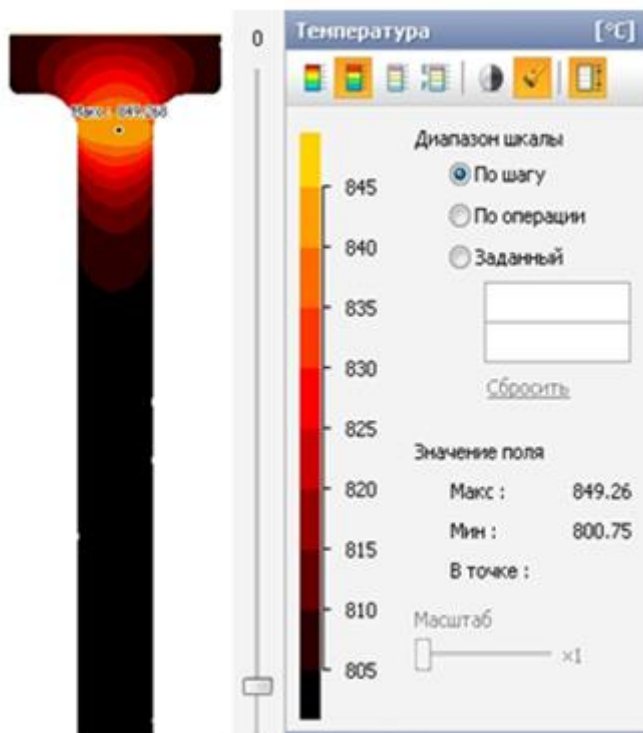 0
Температура [°C]
Макс : 849.268
Диапазон шкалы
По шагу
По операции
Заданный
Сбросить
845
840
835
830
825
820
815
810
805
Значение поля
Макс : 849.26
Мин : 800.75
В точке :
Масштаб
×1